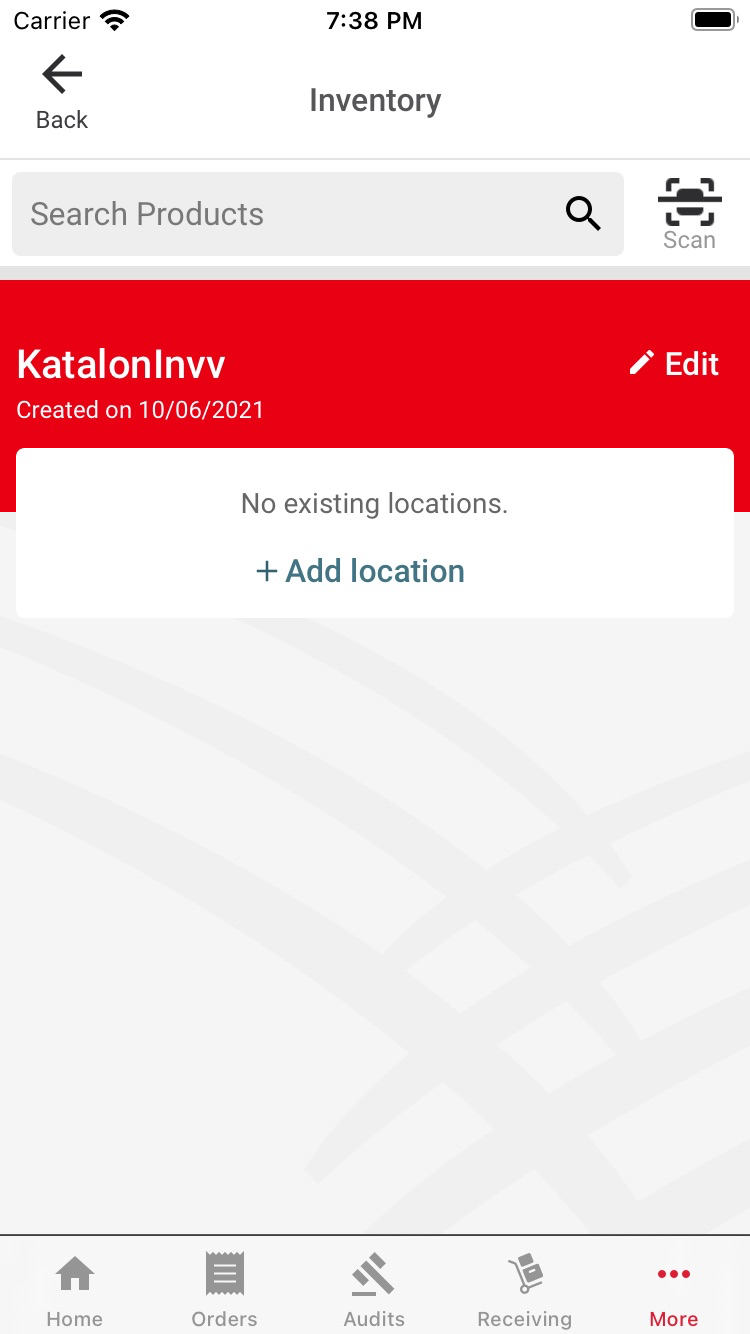 Carrier 7:38 PM
Back
Inventory
Search Products
Scan
KatalonInvv
Edit
Created on 10/06/2021
No existing locations.
+ Add location
Home Orders Audits Receiving More